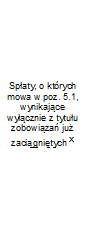 Spłaty, o których
mowa w poz. 5.1,
wynikające
wyłącznie z tytułu
zobowiązań już
zaciągniętych x